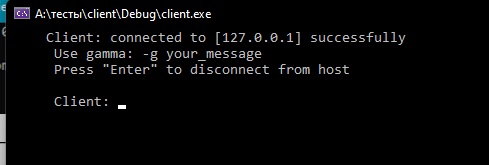 A:\тесты\client\Debug\client.exe
Client: connected to [127.0.0.1] successfully
Use gamma: -g your_message
Press "Enter" to disconnect from host
Client: